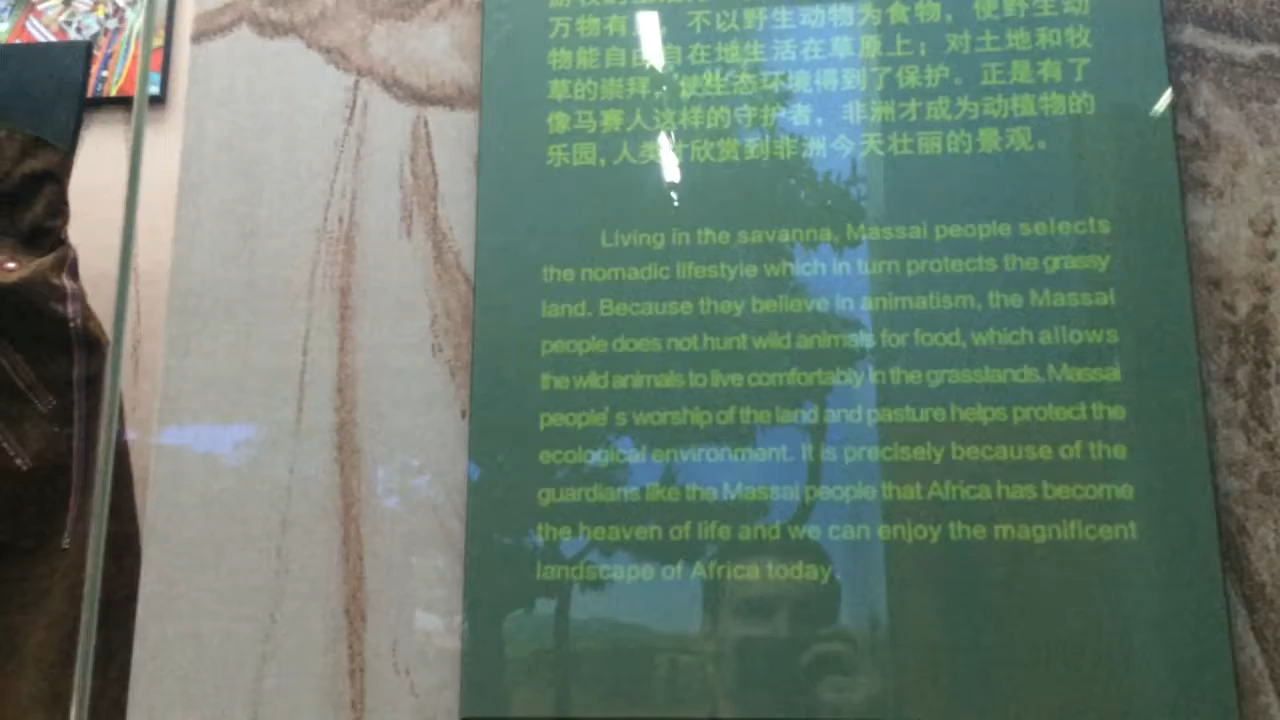 万物有 不以野生动物为食物，使野生动
物能自由自在地生活在草原上；对土地和牧
草的崇拜，使生态环境得到了保护。正是有了
像马赛人这样的守护者，非洲才成为动植物的
乐园，人类才欣赏到非洲今天壮丽的景观。
Living in the savanna, Massai people selects
the nomadic lifestyle which in turn protects the grassy
land. Because they believe in animatism, the Massai
people does not hunt wild animals for food, which allows
the wild animals to live comfortably in the grasslands. Massai
people's worship of the land and pasture helps protect the
ecological environment. It is precisely because of the
guardians like the Massai people that Africa has become
the heaven of life and we can enjoy the magnificent
landscape of Africa today.